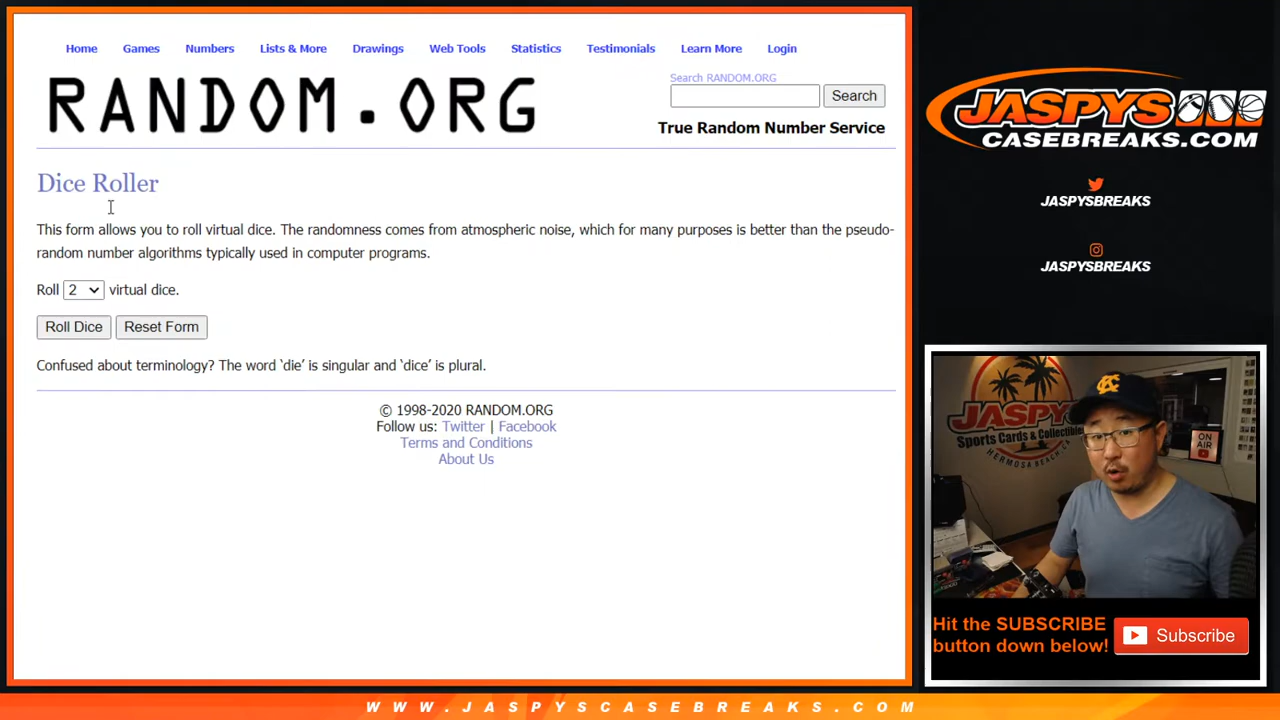 Home Games Numbers Lists & More Drawings Web Tools Statistics Testimonials Learn More Login
RANDOM.ORG
Search RANDOM.ORG
Search
True Random Number Service
Dice Roller
This form allows you to roll virtual dice. The randomness comes from atmospheric noise, which for many purposes is better than the pseudo-
random number algorithms typically used in computer programs.
Roll 2 virtual dice.
Roll Dice Reset Form
Confused about terminology? The word ‘die’ is singular and ‘dice’ is plural.
© 1998-2020 RANDOM.ORG
Follow us: Twitter | Facebook
Terms and Conditions
About Us
JASPYS
CASEBREAKS.COM
JASPYSBREAKS
JASPYSBREAKS
JASPYS
Sports Cards & Collectibles
HERMOSA BEACH, CA
KC
ON
AIR
Hit the SUBSCRIBE
button down below!
Subscribe
WWW.JASPYSCASEBREAKS.COM